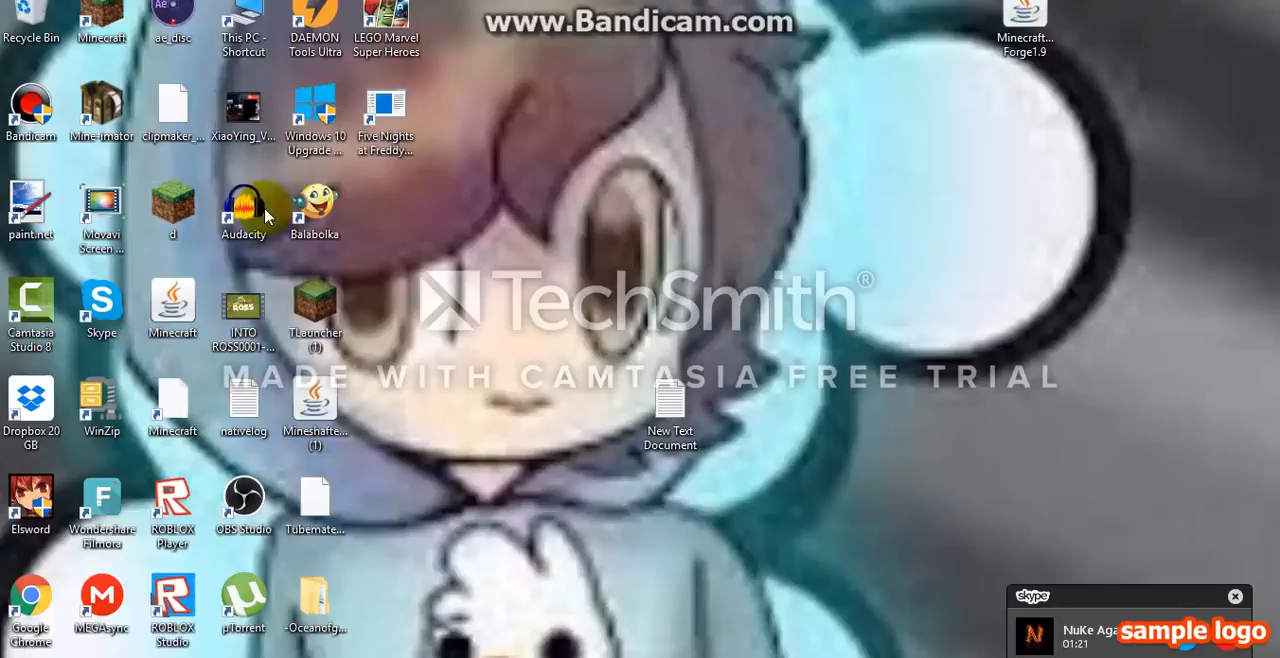 www.Bandicam.com
Recycle Bin
Minecraft
ae_disc
This PC - Shortcut
DAEMON Tools Ultra
LEGO Marvel Super Heroes
Minecraft... Forge1.9
Bandicam
Mine-imator
clipmaker_...
XiaoYing_V...
Windows 10 Upgrade ...
Five Nights at Freddy...
paint.net
Movavi Screen ...
d
Audacity
Balabolka
TechSmith®
MADE WITH CAMTASIA FREE TRIAL
Camtasia Studio 8
Skype
Minecraft
INTO ROSS0001-...
TLauncher (1)
Dropbox 20 GB
WinZip
Minecraft
nativelog
Mineshafte... (1)
New Text Document
Elsword
Wondershare Filmora
ROBLOX Player
OBS Studio
Tubemate...
Google Chrome
MEGAsync
ROBLOX Studio
µTorrent
-Oceanofg...
skype
NuKe Aga
01:21
sample logo